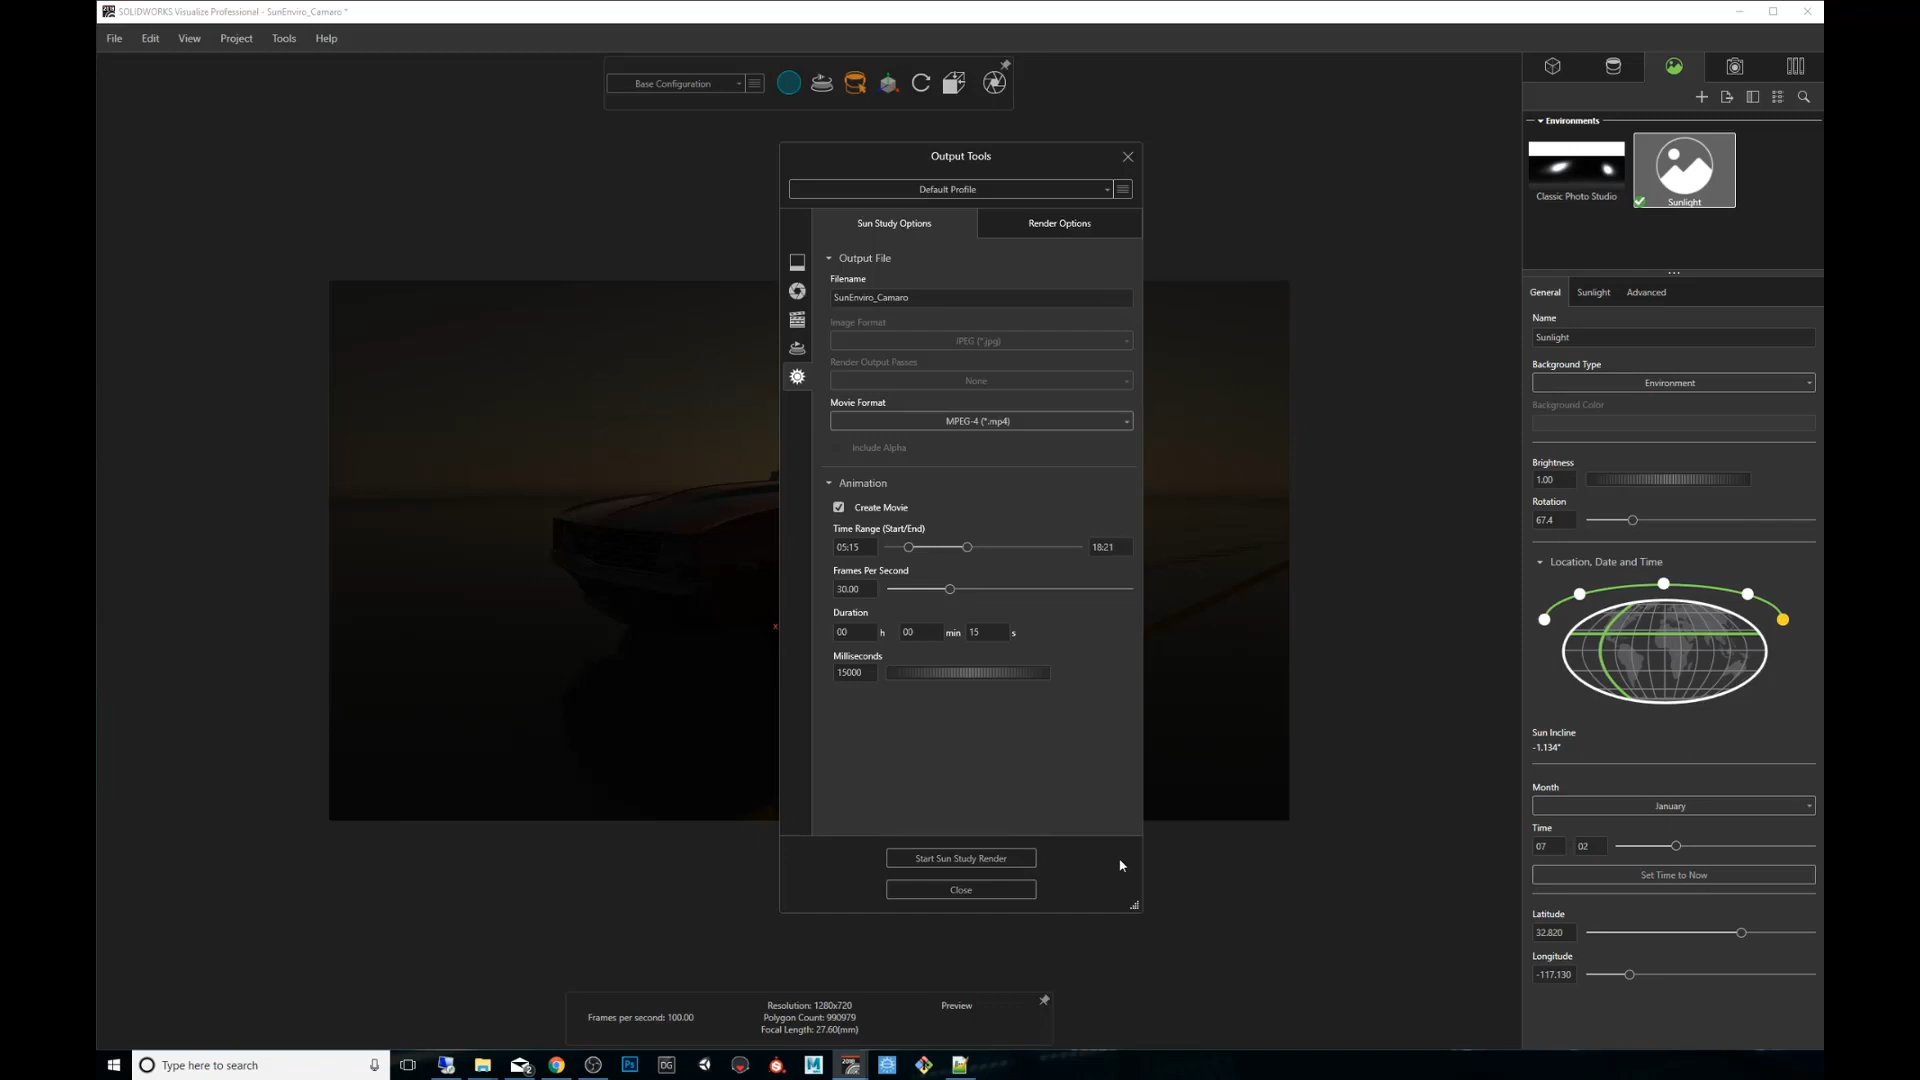 SOLIDWORKS Visualize Professional - SunEnviro_Camaro *
File Edit View Project Tools Help
Base Configuration
Output Tools
Default Profile
Sun Study Options Render Options
Output File
Filename
SunEnviro_Camaro
Image Format
JPEG (*.jpg)
Render Output Passes
None
Movie Format
MPEG-4 (*.mp4)
Include Alpha
Animation
Create Movie
Time Range (Start/End)
05:15 18:21
Frames Per Second
30.00
Duration
00 h 00 min 15 s
Milliseconds
15000
Start Sun Study Render
Close
Environments
Classic Photo Studio Sunlight
General Sunlight Advanced
Name
Sunlight
Background Type
Environment
Background Color
Brightness
1.00
Rotation
67.4
Location, Date and Time
Sun Incline
-1.134°
Month
January
Time
07 02
Set Time to Now
Latitude
32.820
Longitude
-117.130
Frames per second: 100.00
Resolution: 1280x720
Polygon Count: 990979
Focal Length: 27.60(mm)
Preview
Type here to search
2
Ps
DG
M
2018